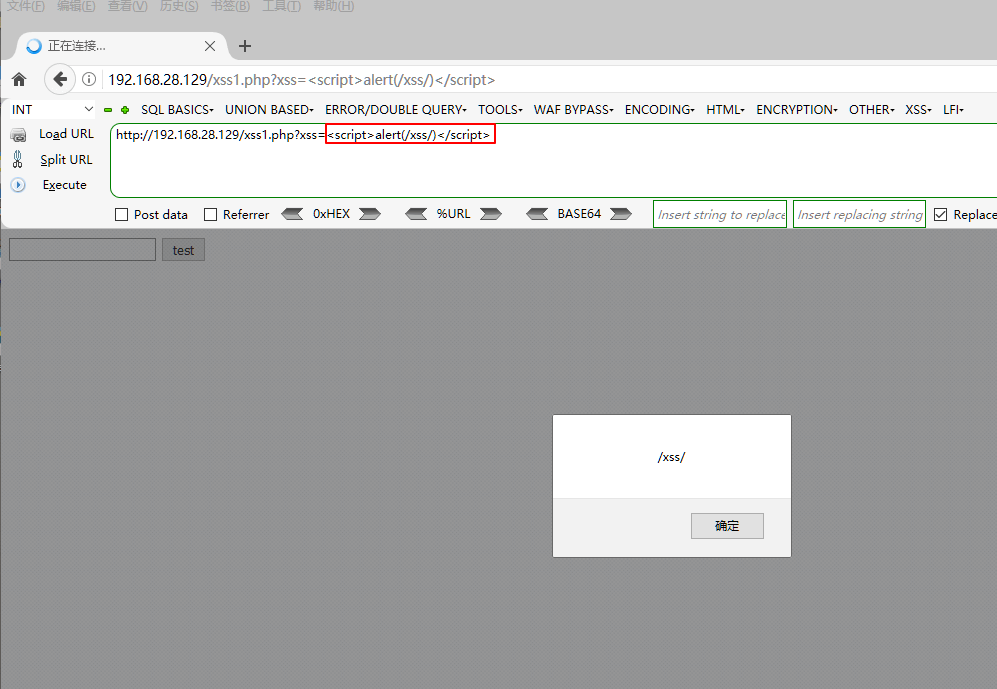 文件(F) 编辑(E) 查看(V) 历史(S) 书签(B) 工具(T) 帮助(H)
正在连接...
192.168.28.129/xss1.php?xss=<script>alert(/xss/)</script>
INT SQL BASICS UNION BASED ERROR/DOUBLE QUERY TOOLS WAF BYPASS ENCODING HTML ENCRYPTION OTHER XSS LFI
Load URL http://192.168.28.129/xss1.php?xss=<script>alert(/xss/)</script>
Split URL
Execute
Post data Referrer 0xHEX %URL BASE64 Insert string to replace Insert replacing string Replace
test
/xss/
确定